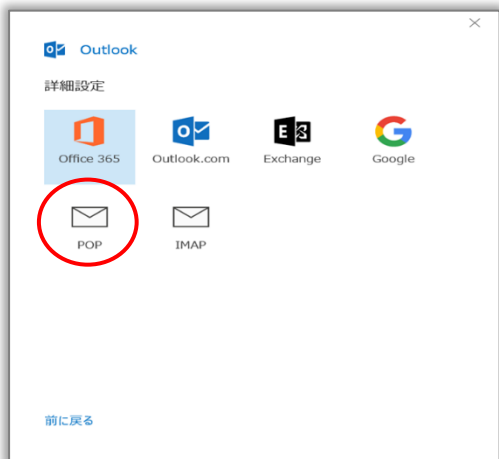 Outlook
詳細設定
Office 365 Outlook.com Exchange Google
POP IMAP
前に戻る